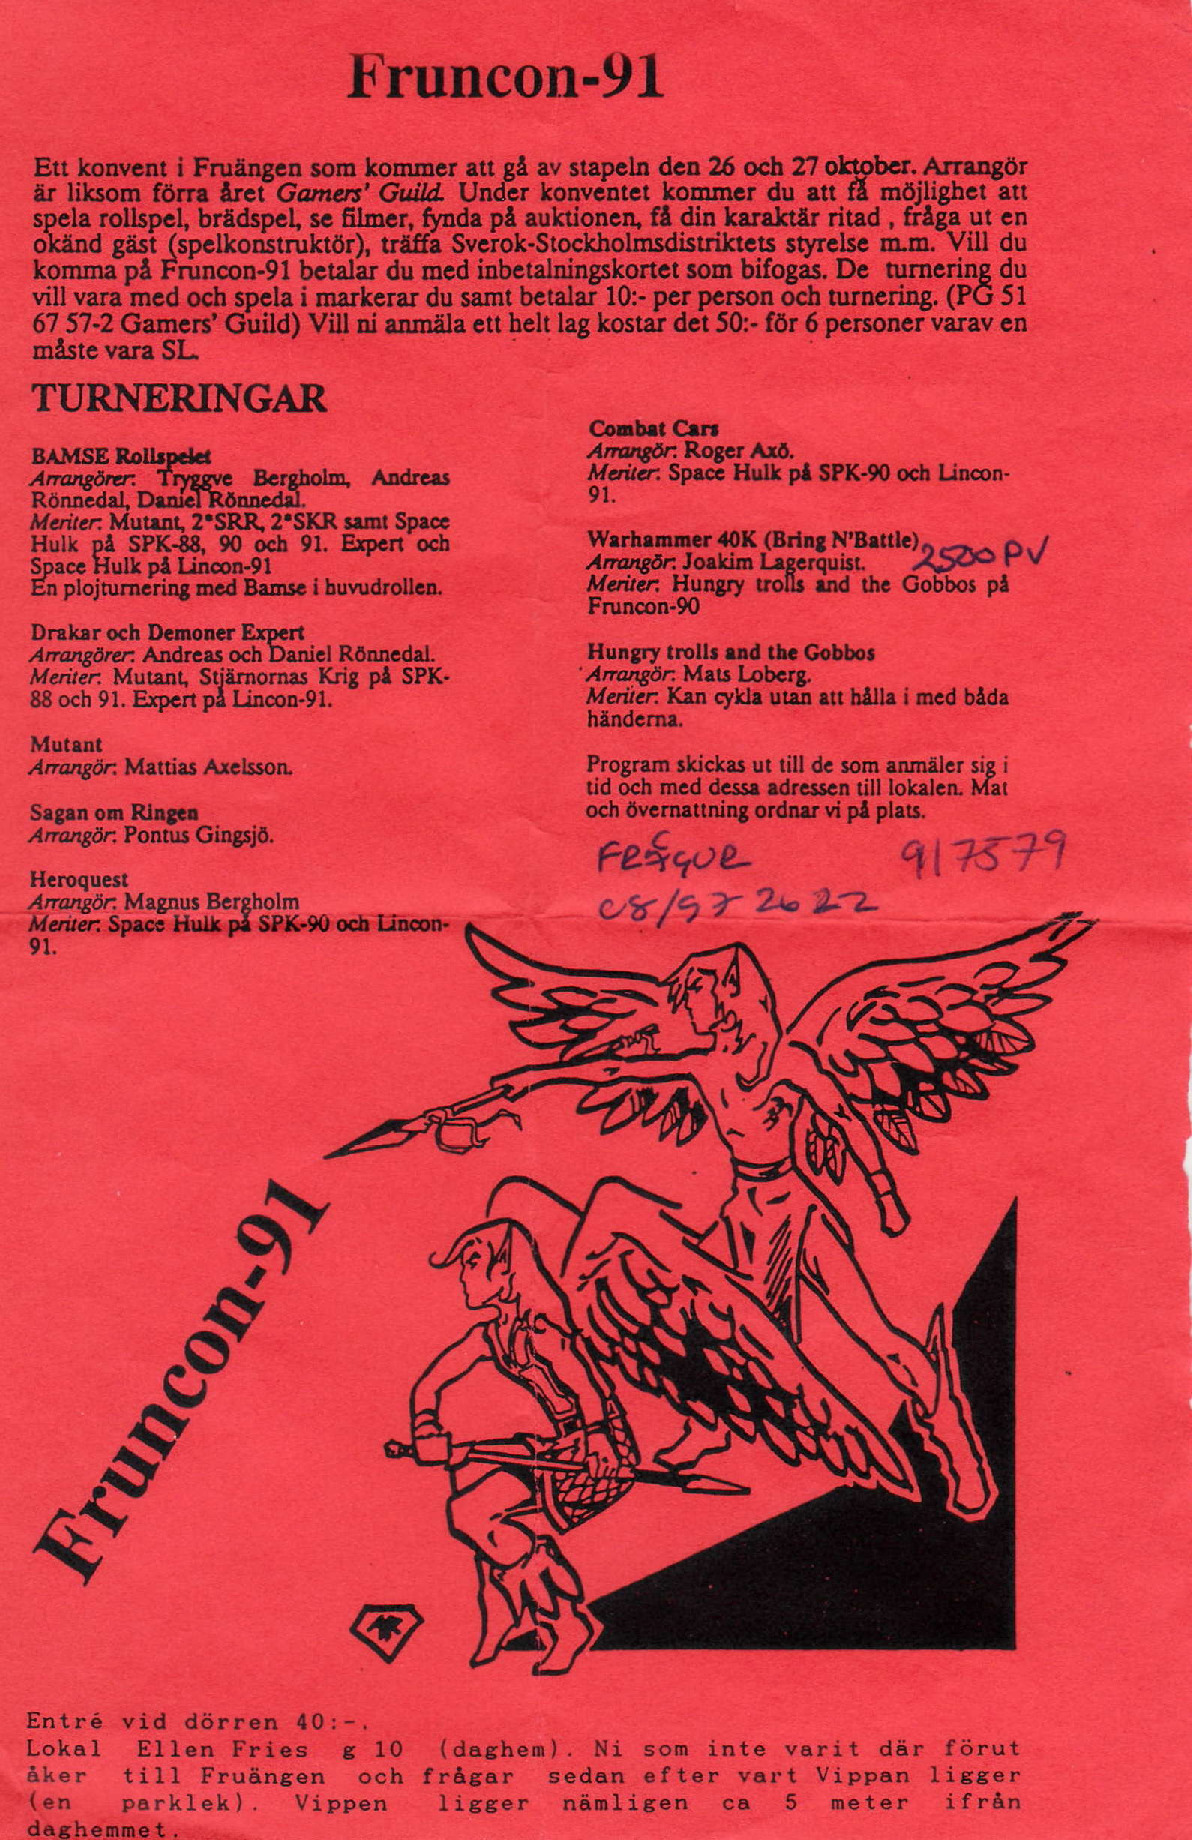 Fruncon-91
Ett konvent i Fruängen som kommer att gå av stapeln den 26 och 27 oktober. Arrangör
är liksom förra året Gamers' Guild. Under konventet kommer du att få möjlighet att
spela rollspel, brädspel, se filmer, fynda på auktionen, få din karaktär ritad , fråga ut en
okänd gäst (spelkonstruktör), träffa Sverok-Stockholmsdistriktets styrelse m.m. Vill du
komma på Fruncon-91 betalar du med inbetalningskortet som bifogas. De turnering du
vill vara med och spela i markerar du samt betalar 10:- per person och turnering. (PG 51
67 57-2 Gamers' Guild) Vill ni anmäla ett helt lag kostar det 50:- för 6 personer varav en
måste vara SL.
TURNERINGAR
BAMSE Rollspelet
Arrangörer: Tryggve Bergholm, Andreas
Rönnedal, Daniel Rönnedal.
Meriter: Mutant, 2*SRR, 2*SKR samt Space
Hulk på SPK-88, 90 och 91. Expert och
Space Hulk på Lincon-91
En plojturnering med Bamse i huvudrollen.
Drakar och Demoner Expert
Arrangörer: Andreas och Daniel Rönnedal.
Meriter: Mutant, Stjärnornas Krig på SPK-
88 och 91. Expert på Lincon-91.
Mutant
Arrangör: Mattias Axelsson.
Sagan om Ringen
Arrangör: Pontus Gingsjö.
Heroquest
Arrangör: Magnus Bergholm
Meriter: Space Hulk på SPK-90 och Lincon-
91.
Combat Cars
Arrangör: Roger Axö.
Meriter: Space Hulk på SPK-90 och Lincon-
91.
Warhammer 40K (Bring N'Battle) 2500 PV
Arrangör: Joakim Lagerquist.
Meriter: Hungry trolls and the Gobbos på
Fruncon-90
Hungry trolls and the Gobbos
Arrangör: Mats Loberg.
Meriter: Kan cykla utan att hålla i med båda
händerna.
Program skickas ut till de som anmäler sig i
tid och med dessa adressen till lokalen. Mat
och övernattning ordnar vi på plats.
917579
08/97 26 22
Fruncon-91
Entré vid dörren 40:-.
Lokal Ellen Fries g 10 (daghem). Ni som inte varit där förut
åker till Fruängen och frågar sedan efter vart Vippan ligger
(en parklek). Vippen ligger nämligen ca 5 meter ifrån
daghemmet.